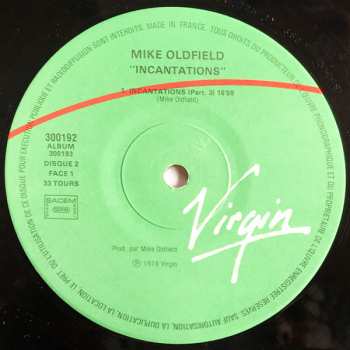 MIKE OLDFIELD
"INCANTATIONS"
1. INCANTATIONS (Part. 3) 16'59
(Mike Oldfield)
300192
ALBUM
300192
DISQUE 2
FACE 1
33 TOURS
SACEM
Virgin
Prod. par Mike Oldfield
℗ 1978 Virgin
MADE IN FRANCE. TOUS DROITS DU PRODUCTEUR
PHONOGRAPHIQUE ET DU PROPRIETAIRE DE L'ŒUVRE ENREGISTREE RESERVES. SAUF AUTORISATION, LA DUPLICATION, LA LOCATION, LE PRET OU L'UTILISATION DE CE DISQUE POUR EXECUTION PUBLIQUE ET RADIODIFFUSION SONT INTERDITS.